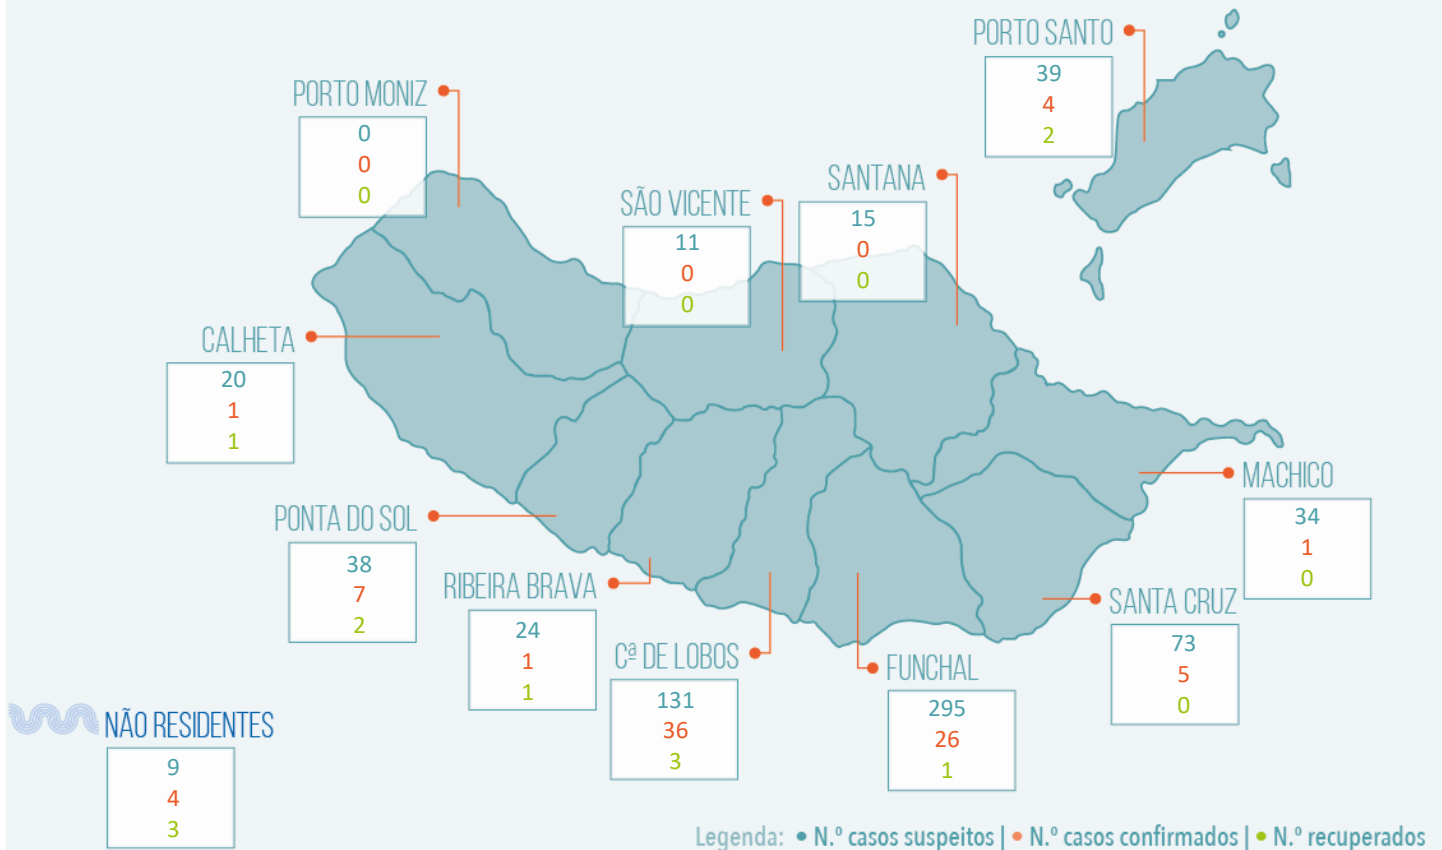 PORTO SANTO
39
4
2
PORTO MONIZ
0
0
0
SANTANA
15
0
0
SÃO VICENTE
11
0
0
CALHETA
20
1
1
MACHICO
34
1
0
PONTA DO SOL
38
7
2
RIBEIRA BRAVA
24
1
1
SANTA CRUZ
73
5
0
Cª DE LOBOS
131
36
3
FUNCHAL
295
26
1
NÃO RESIDENTES
9
4
3
Legenda: • N.º casos suspeitos | • N.º casos confirmados | • N.º recuperados